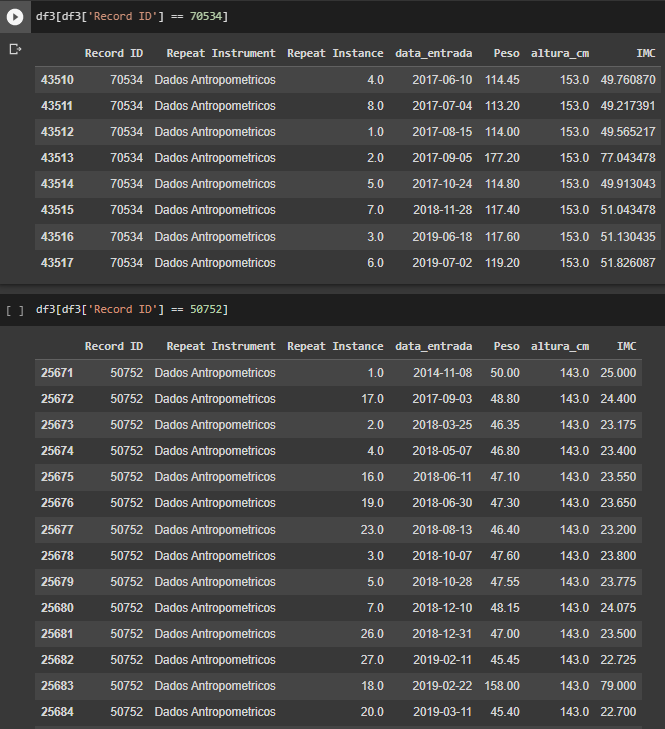 df3[df3['Record ID'] == 70534]
Record ID Repeat Instrument Repeat Instance data_entrada Peso altura_cm IMC
43510 70534 Dados Antropometricos 4.0 2017-06-10 114.45 153.0 49.760870
43511 70534 Dados Antropometricos 8.0 2017-07-04 113.20 153.0 49.217391
43512 70534 Dados Antropometricos 1.0 2017-08-15 114.00 153.0 49.565217
43513 70534 Dados Antropometricos 2.0 2017-09-05 177.20 153.0 77.043478
43514 70534 Dados Antropometricos 5.0 2017-10-24 114.80 153.0 49.913043
43515 70534 Dados Antropometricos 7.0 2018-11-28 117.40 153.0 51.043478
43516 70534 Dados Antropometricos 3.0 2019-06-18 117.60 153.0 51.130435
43517 70534 Dados Antropometricos 6.0 2019-07-02 119.20 153.0 51.826087
[ ] df3[df3['Record ID'] == 50752]
Record ID Repeat Instrument Repeat Instance data_entrada Peso altura_cm IMC
25671 50752 Dados Antropometricos 1.0 2014-11-08 50.00 143.0 25.000
25672 50752 Dados Antropometricos 17.0 2017-09-03 48.80 143.0 24.400
25673 50752 Dados Antropometricos 2.0 2018-03-25 46.35 143.0 23.175
25674 50752 Dados Antropometricos 4.0 2018-05-07 46.80 143.0 23.400
25675 50752 Dados Antropometricos 16.0 2018-06-11 47.10 143.0 23.550
25676 50752 Dados Antropometricos 19.0 2018-06-30 47.30 143.0 23.650
25677 50752 Dados Antropometricos 23.0 2018-08-13 46.40 143.0 23.200
25678 50752 Dados Antropometricos 3.0 2018-10-07 47.60 143.0 23.800
25679 50752 Dados Antropometricos 5.0 2018-10-28 47.55 143.0 23.775
25680 50752 Dados Antropometricos 7.0 2018-12-10 48.15 143.0 24.075
25681 50752 Dados Antropometricos 26.0 2018-12-31 47.00 143.0 23.500
25682 50752 Dados Antropometricos 27.0 2019-02-11 45.45 143.0 22.725
25683 50752 Dados Antropometricos 18.0 2019-02-22 158.00 143.0 79.000
25684 50752 Dados Antropometricos 20.0 2019-03-11 45.40 143.0 22.700